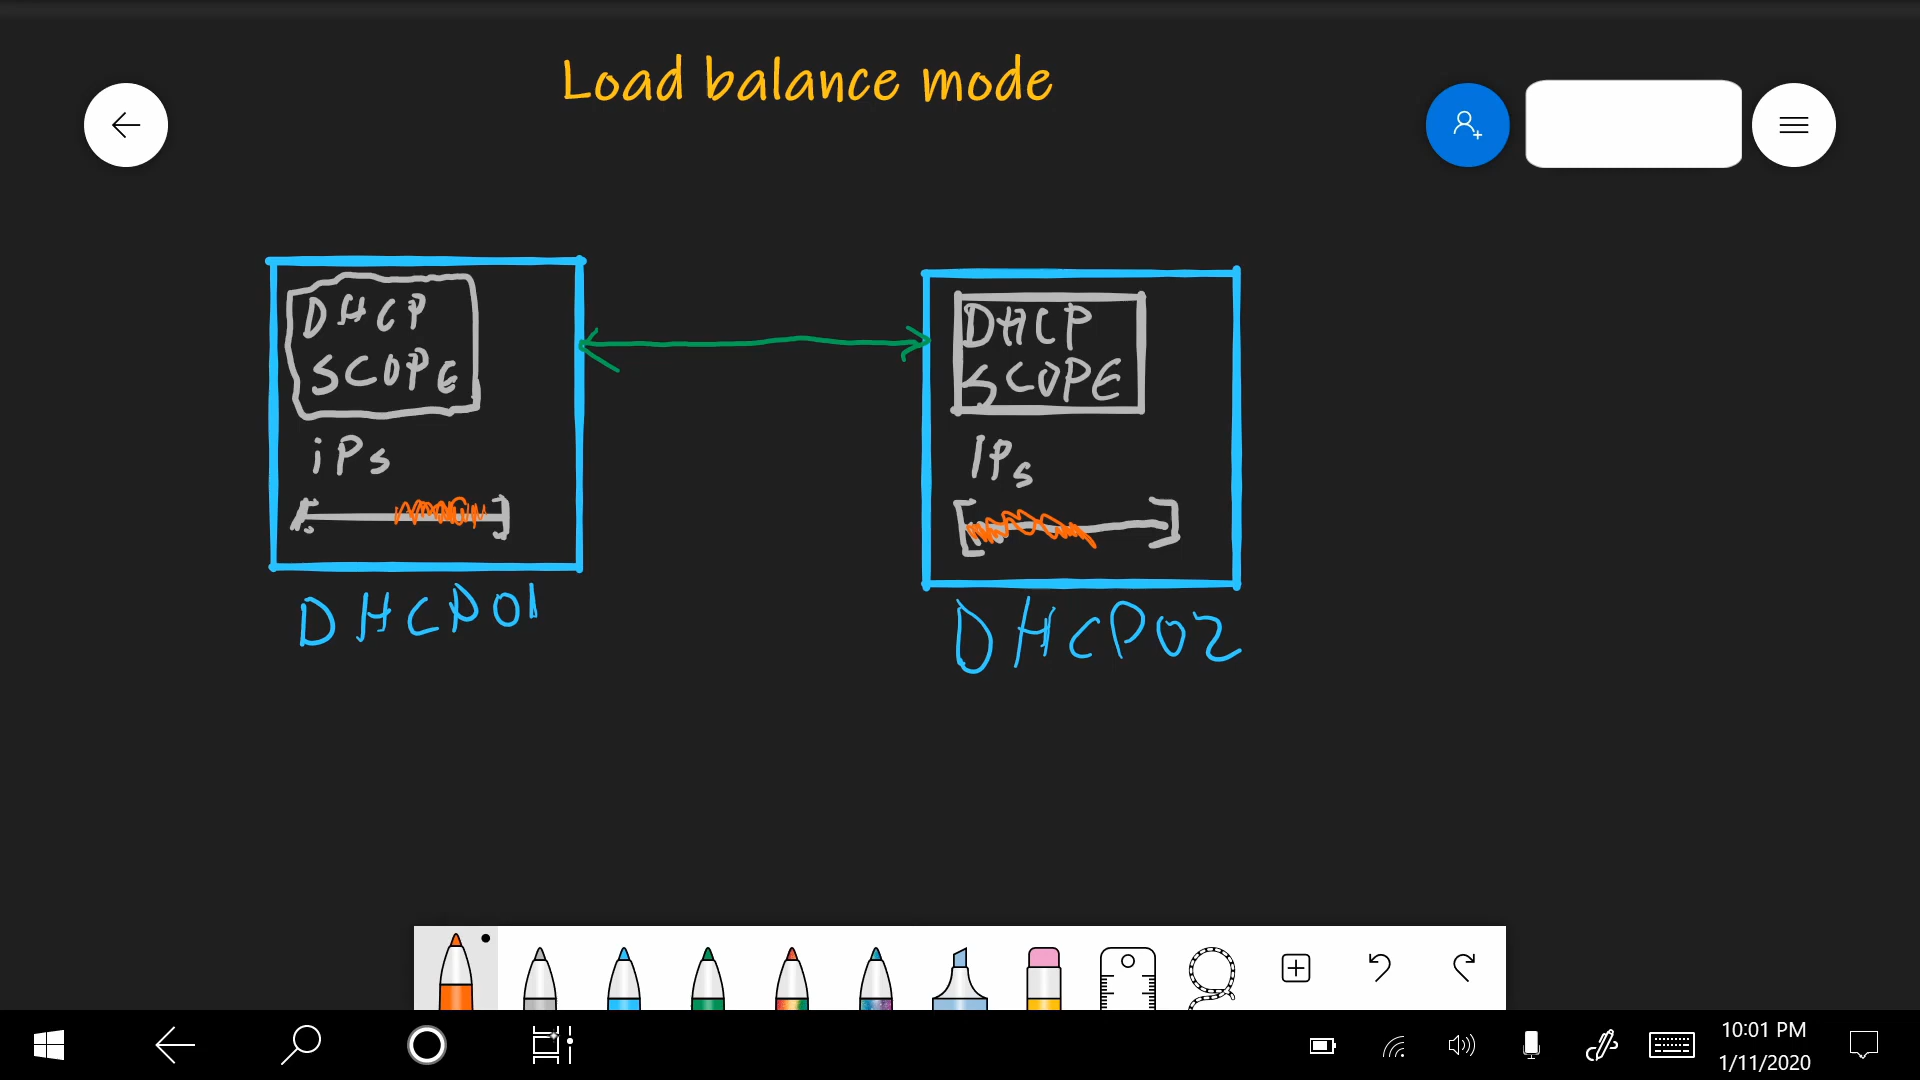 Load balance mode
DHCP
SCOPE
iPs
DHCP01
DHCP
SCOPE
IPs
DHCP02
10:01 PM
1/11/2020